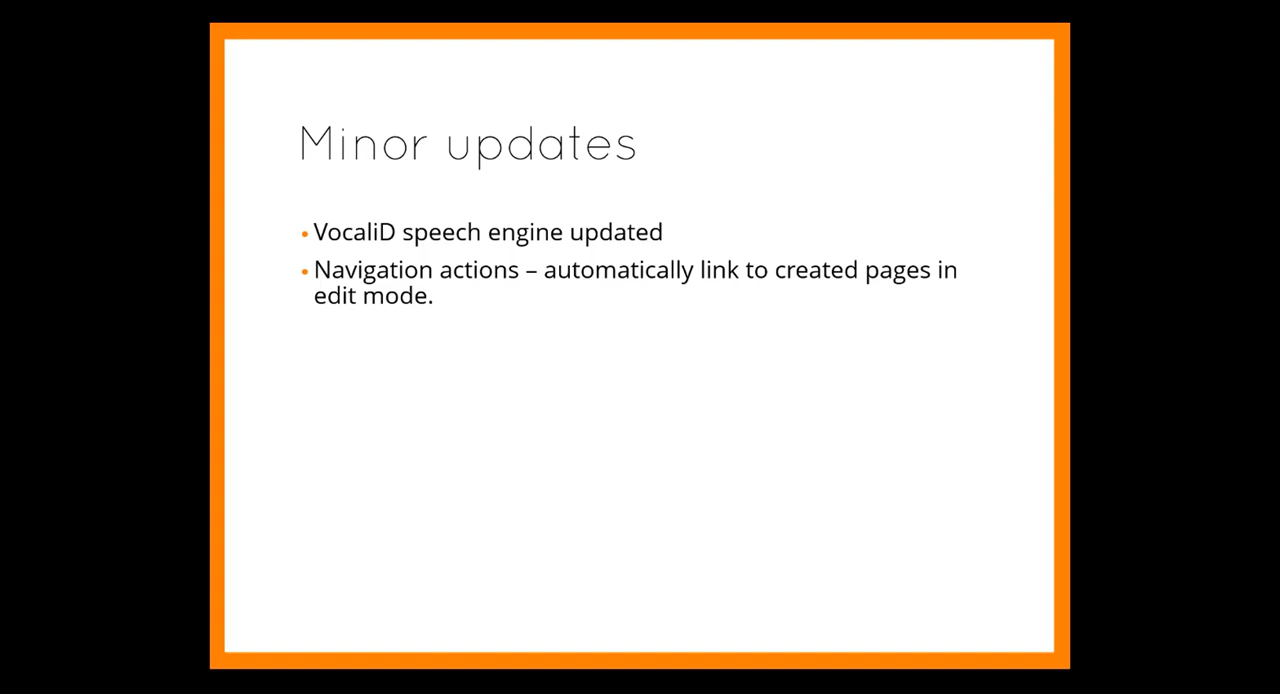 Minor updates
• VocaliD speech engine updated
• Navigation actions – automatically link to created pages in
edit mode.